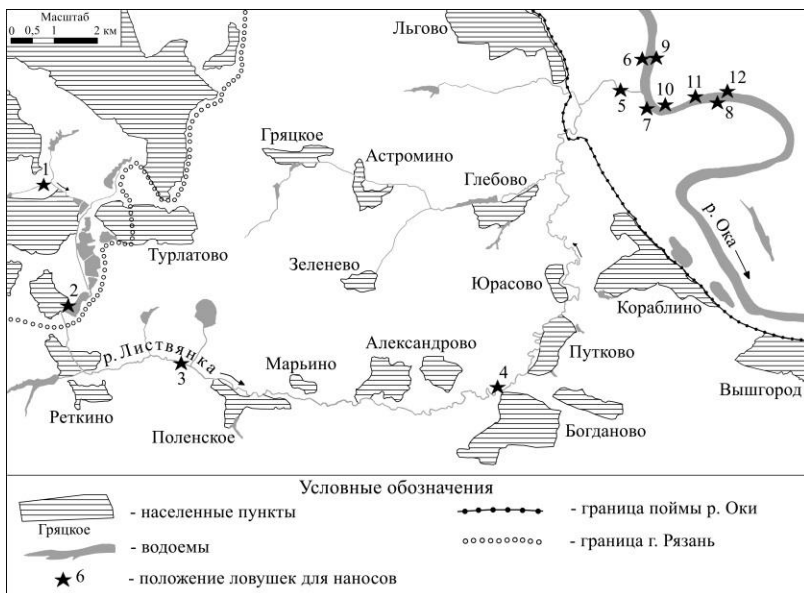 Масштаб
0 0,5 1 2 км
Льгово
6 9
5 7 10 11 12 8
Гряцкое
Астромино
Глебово
1
Турлатово
Зеленево
р. Ока
Юрасово
Кораблино
2
р. Листвянка
Марьино
Александрово
Путково
3
4
Вышгород
Реткино
Поленское
Богданово
Условные обозначения
Гряцкое
- населенные пункты
- граница поймы р. Оки
- водоемы
- граница г. Рязань
6 - положение ловушек для наносов